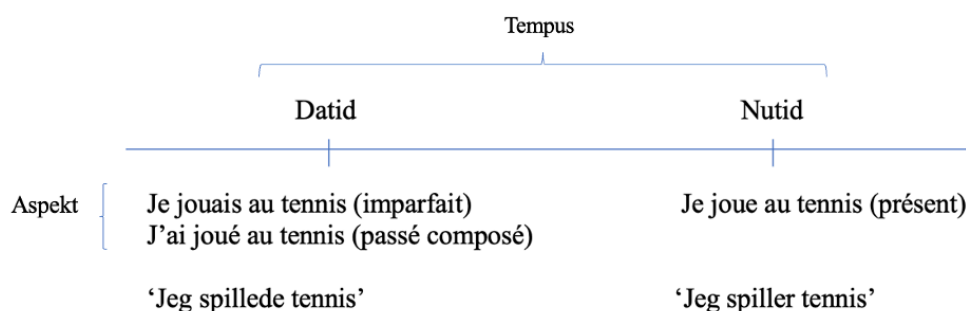 Tempus
Datid Nutid
Aspekt Je jouais au tennis (imparfait) Je joue au tennis (présent)
J’ai joué au tennis (passé composé)
‘Jeg spillede tennis’ ‘Jeg spiller tennis’